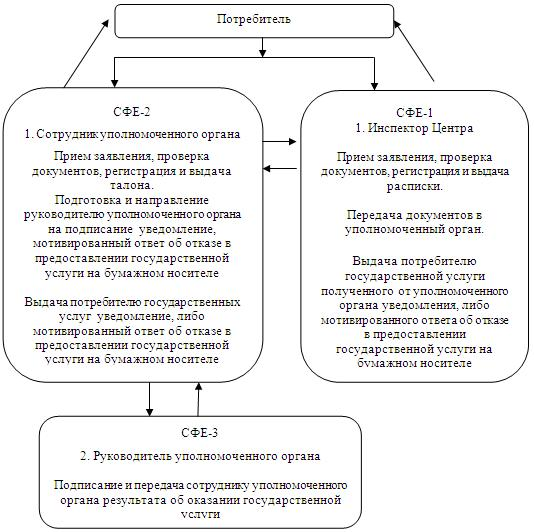 Потребитель
СФЕ-2
1. Сотрудник уполномоченного органа
Прием заявления, проверка
документов, регистрация и выдача
талона.
Подготовка и направление
руководителю уполномоченного органа
на подписание уведомление,
мотивированный ответ об отказе в
предоставлении государственной
услуги на бумажном носителе
Выдача потребителю государственных
услуг уведомление, либо
мотивированный ответ об отказе в
предоставлении государственной
услуги на бумажном носителе
СФЕ-1
1. Инспектор Центра
Прием заявления, проверка
документов, регистрация и выдача
расписки.
Передача документов в
уполномоченный орган.
Выдача потребителю
государственной услуги
полученного от уполномоченного
органа уведомления, либо
мотивированного ответа об отказе
в предоставлении
государственной услуги на
бумажном носителе
СФЕ-3
2. Руководитель уполномоченного органа
Подписание и передача сотруднику уполномоченного
органа результата об оказании государственной
услуги